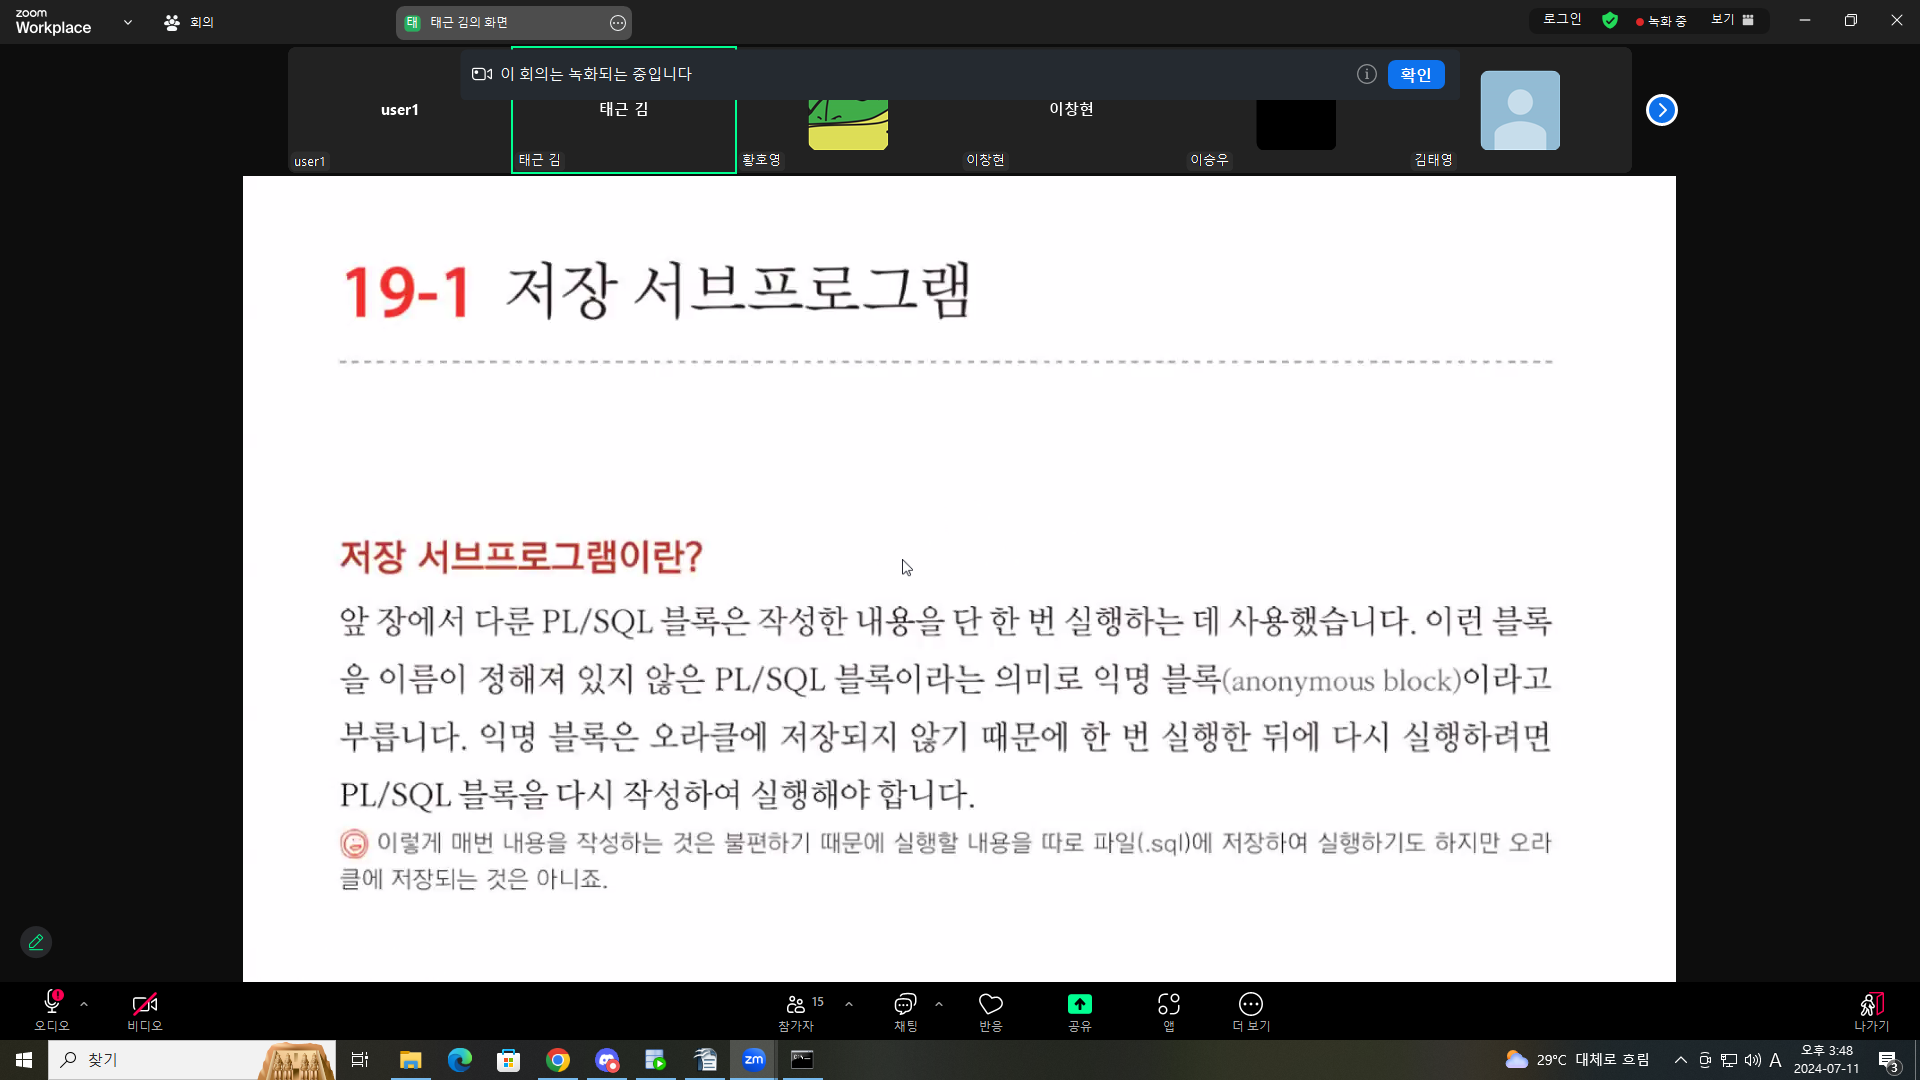 zoom
Workplace
회의
태 태근 김의 화면
로그인
녹화 중
보기
이 회의는 녹화되는 중입니다
확인
user1
태근 김
이창현
user1
태근 김
황호영
이창현
이승우
김태영
19-1 저장 서브프로그램
저장 서브프로그램이란?
앞 장에서 다룬 PL/SQL 블록은 작성한 내용을 단 한 번 실행하는 데 사용했습니다. 이런 블록
을 이름이 정해져 있지 않은 PL/SQL 블록이라는 의미로 익명 블록(anonymous block)이라고
부릅니다. 익명 블록은 오라클에 저장되지 않기 때문에 한 번 실행한 뒤에 다시 실행하려면
PL/SQL 블록을 다시 작성하여 실행해야 합니다.
이렇게 매번 내용을 작성하는 것은 불편하기 때문에 실행할 내용을 따로 파일(.sql)에 저장하여 실행하기도 하지만 오라
클에 저장되는 것은 아니죠.
오디오
비디오
15
참가자
채팅
반응
공유
앱
더 보기
나가기
찾기
zm
29°C 대체로 흐림
A
오후 3:48
2024-07-11
3